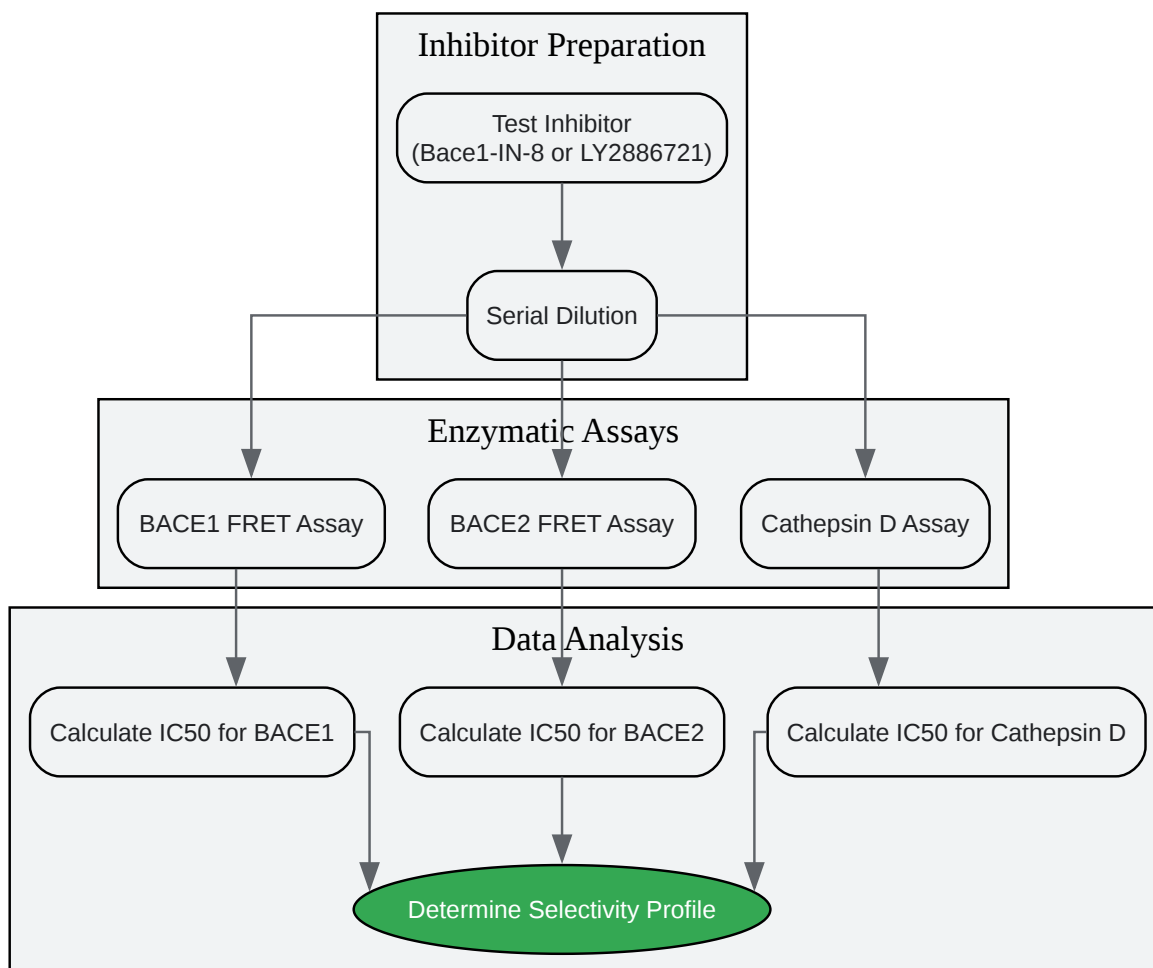 Inhibitor Preparation
Test Inhibitor
(Bace1-IN-8 or LY2886721)
Serial Dilution
Enzymatic Assays
BACE1 FRET Assay
BACE2 FRET Assay
Cathepsin D Assay
Data Analysis
Calculate IC50 for BACE1
Calculate IC50 for BACE2
Calculate IC50 for Cathepsin D
Determine Selectivity Profile